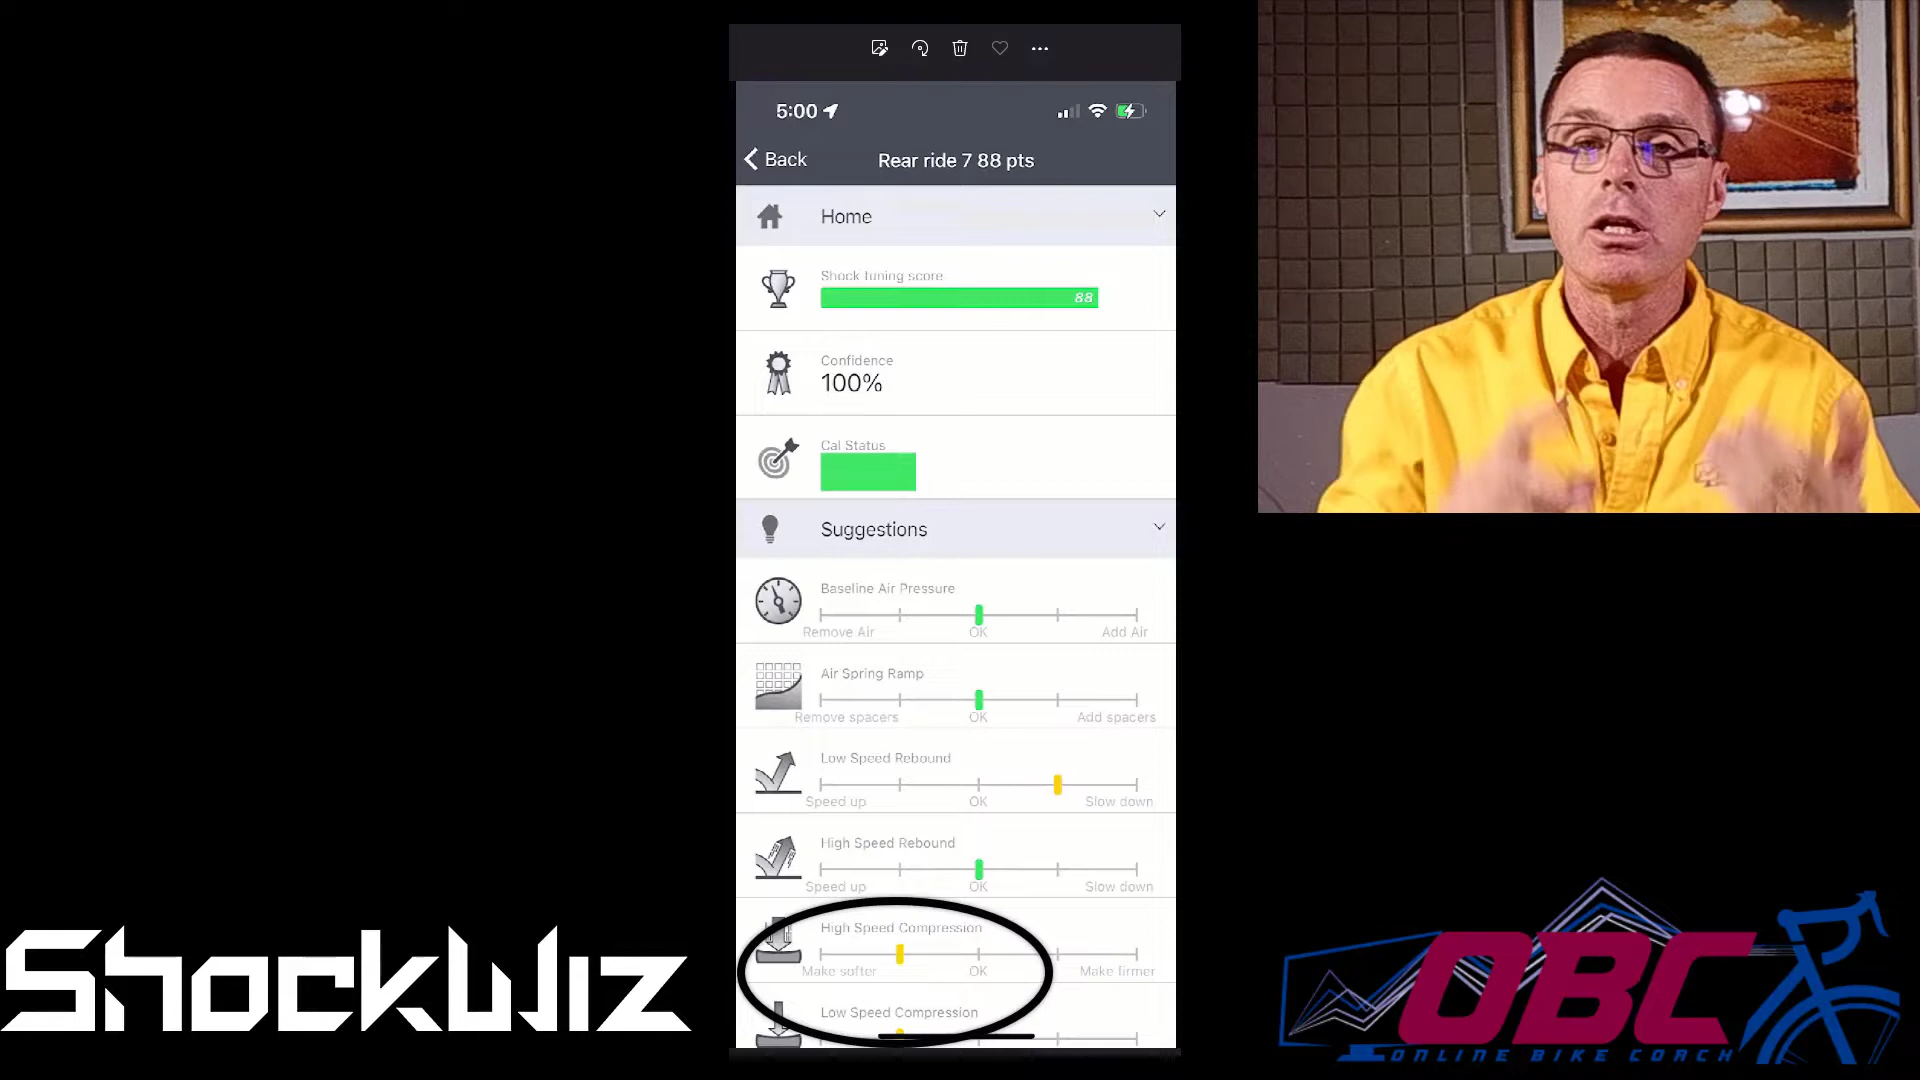 5:00
Back
Rear ride 7 88 pts
Home
Shock tuning score
88
Confidence
100%
Cal Status
Suggestions
Baseline Air Pressure
Remove Air OK Add Air
Air Spring Ramp
Remove spacers OK Add spacers
Low Speed Rebound
Speed up OK Slow down
High Speed Rebound
Speed up OK Slow down
High Speed Compression
Make softer OK Make firmer
Low Speed Compression
ShockWiz
OBC
ONLINE BIKE COACH